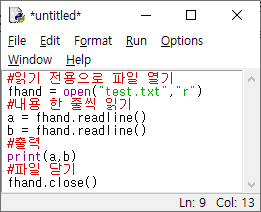 *untitled*
File Edit Format Run Options
Window Help
#읽기 전용으로 파일 열기
fhand = open("test.txt","r")
#내용 한 줄씩 읽기
a = fhand.readline()
b = fhand.readline()
#출력
print(a,b)
#파일 닫기
fhand.close()
Ln: 9 Col: 13